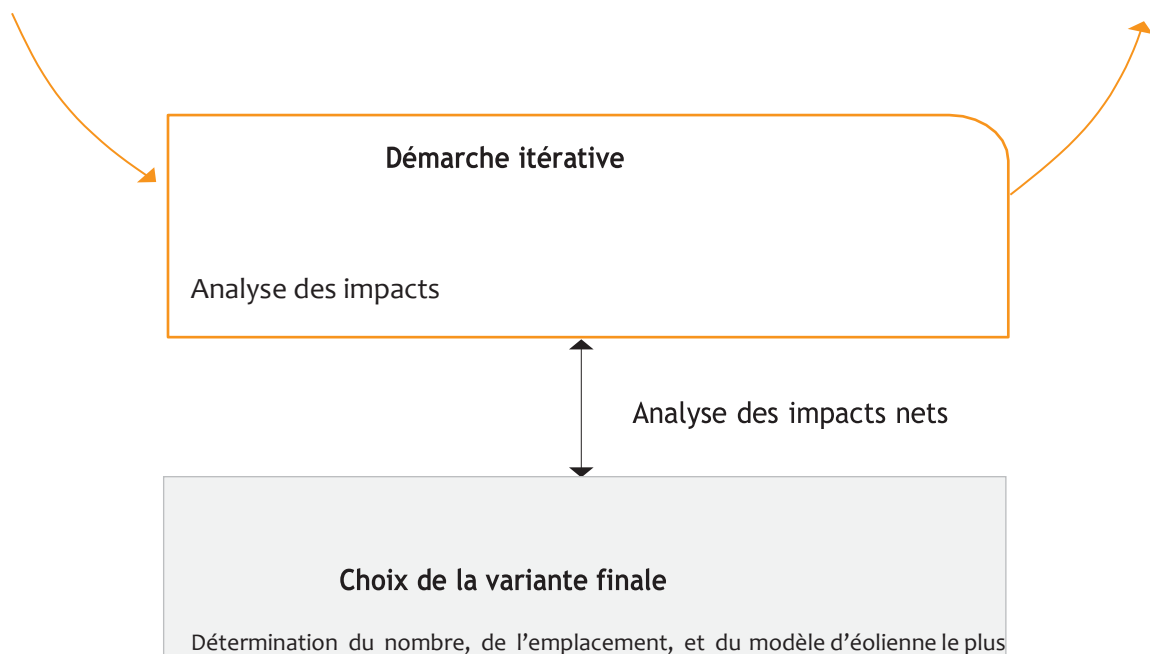 Démarche itérative
Analyse des impacts
Analyse des impacts nets
Choix de la variante finale
Détermination du nombre, de l’emplacement, et du modèle d’éolienne le plus